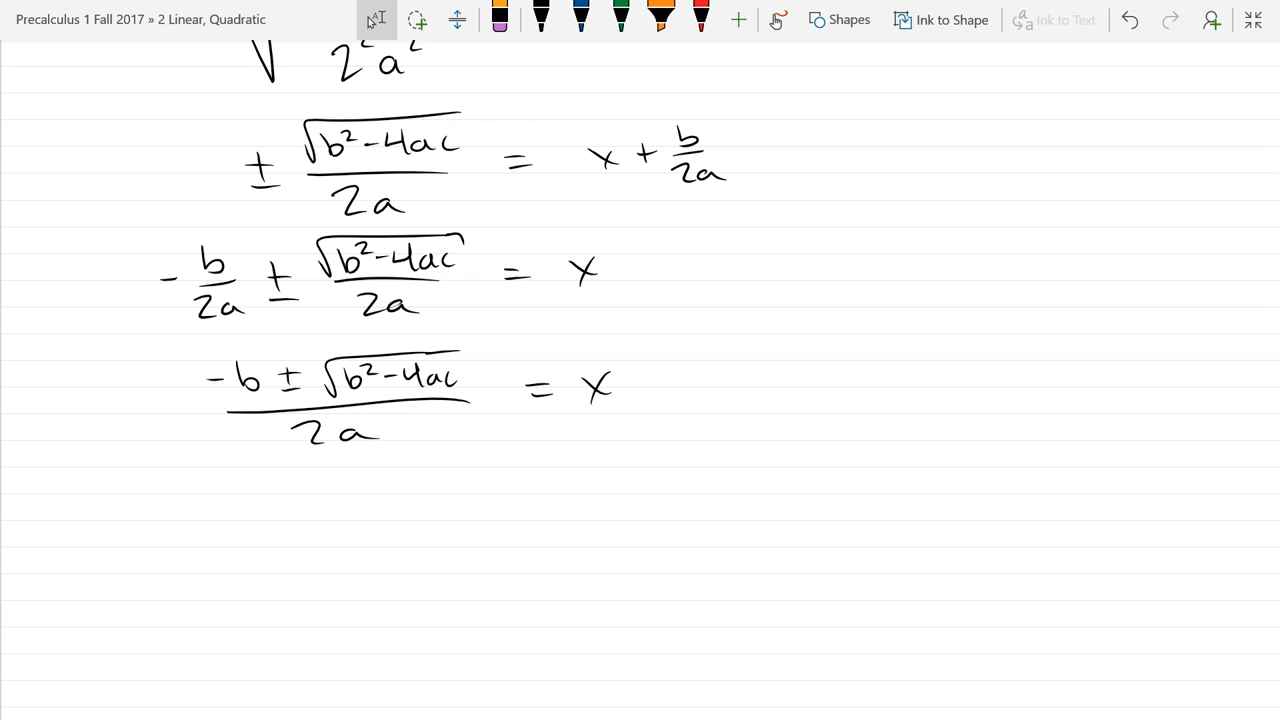 Precalculus 1 Fall 2017 » 2 Linear, Quadratic Shapes Ink to Shape Ink to Text
√ 2²a²
± √(b²-4ac) / 2a = x + b/2a
- b/2a ± √(b²-4ac) / 2a = x
-b ± √(b²-4ac) / 2a = x